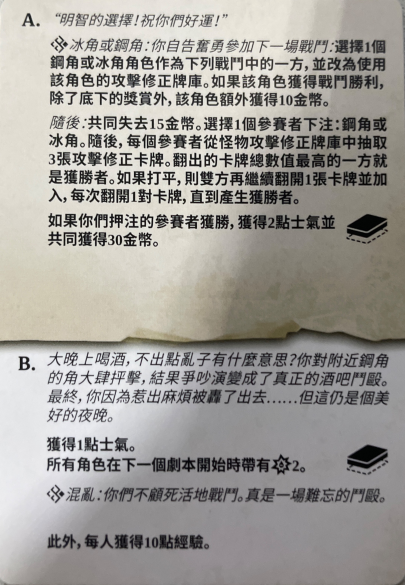 A. “明智的選擇！祝你們好運！”
冰角或鋼角：你自告奮勇參加下一場戰鬥：選擇1個
鋼角或冰角角色作為下列戰鬥中的一方，並改為使用
該角色的攻擊修正牌庫。如果該角色獲得戰鬥勝利，
除了底下的獎賞外，該角色額外獲得10金幣。
隨後：共同失去15金幣。選擇1個參賽者下注：鋼角或
冰角。隨後，每個參賽者從怪物攻擊修正牌庫中抽取
3張攻擊修正卡牌。翻出的卡牌總數值最高的一方就
是獲勝者。如果打平，則雙方再繼續翻開1張卡牌並加
入，每次翻開1對卡牌，直到產生獲勝者。
如果你們押注的參賽者獲勝，獲得2點士氣並
共同獲得30金幣。
B. 大晚上喝酒，不出點亂子有什麼意思？你對附近鋼角
的角大肆抨擊，結果爭吵演變成了真正的酒吧鬥毆。
最終，你因為惹出麻煩被轟了出去……但這仍是個美
好的夜晚。
獲得1點士氣。
所有角色在下一個劇本開始時帶有2。
混亂：你們不顧死活地戰鬥。真是一場難忘的鬥毆。
此外，每人獲得10點經驗。